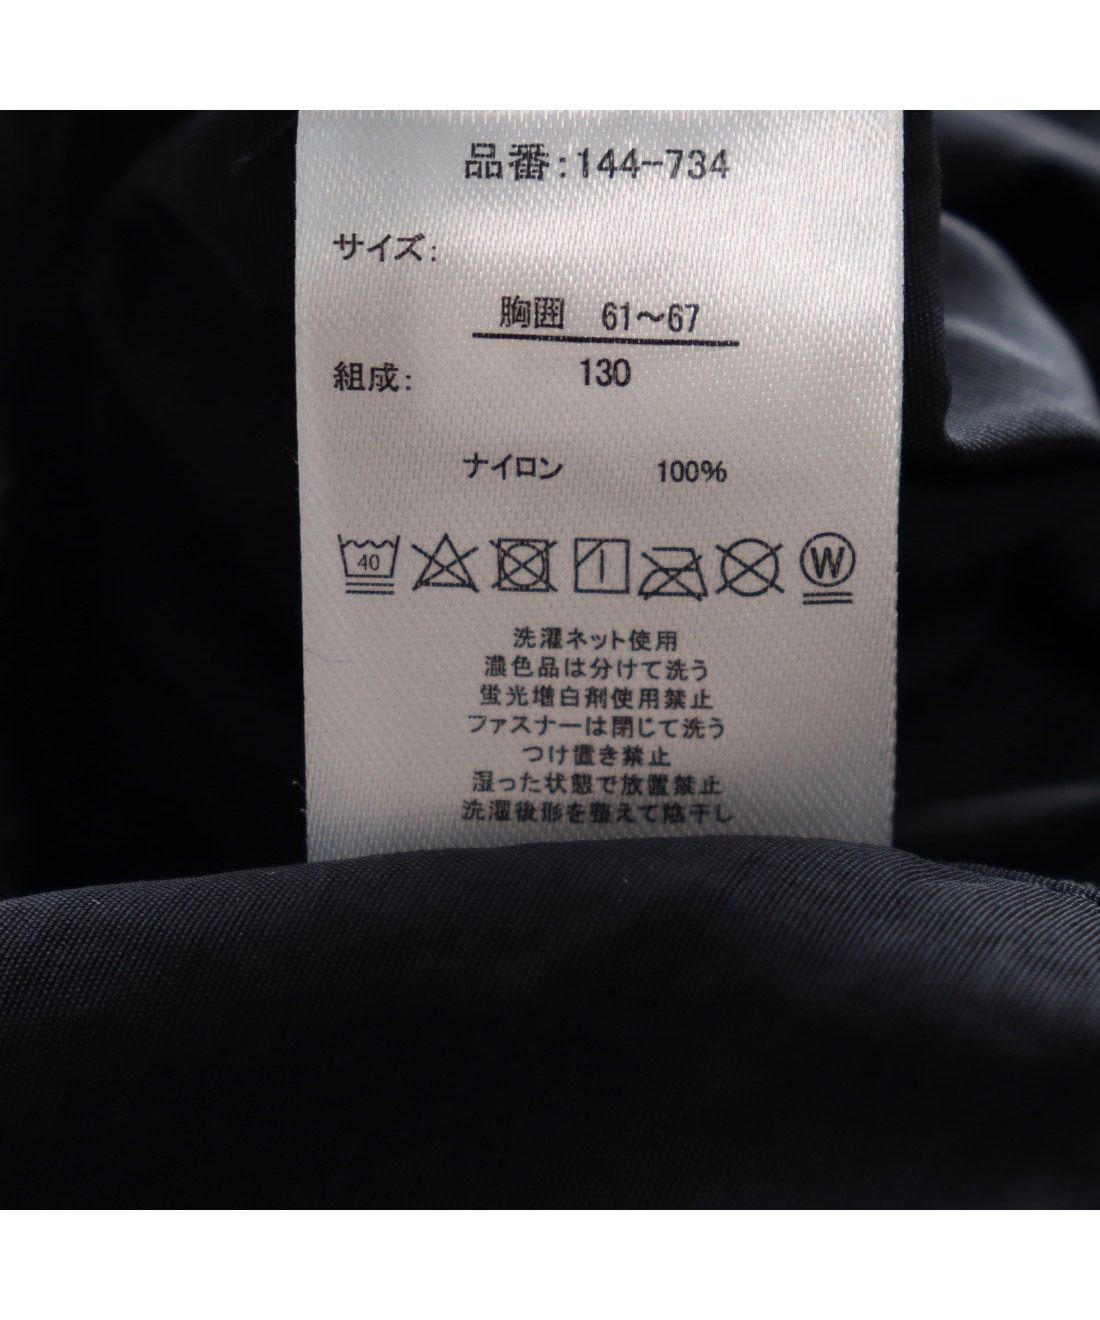 品番:144-734
サイズ:
胸囲 61～67
組成: 130
ナイロン 100%
40 W
洗濯ネット使用
濃色品は分けて洗う
蛍光増白剤使用禁止
ファスナーは閉じて洗う
つけ置き禁止
湿った状態で放置禁止
洗濯後形を整えて陰干し